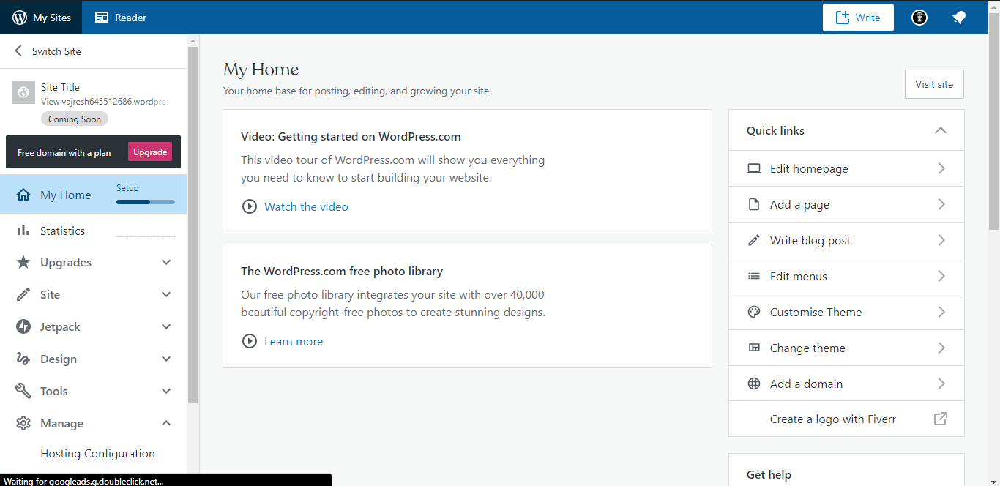 My Sites
Reader
Write
Switch Site
Site Title
View vajresh645512686.wordpres
Coming Soon
Free domain with a plan
Upgrade
My Home
Setup
Statistics
Upgrades
Site
Jetpack
Design
Tools
Manage
Hosting Configuration
Waiting for googleads.g.doubleclick.net...
My Home
Your home base for posting, editing, and growing your site.
Visit site
Video: Getting started on WordPress.com
This video tour of WordPress.com will show you everything
you need to know to start building your website.
Watch the video
The WordPress.com free photo library
Our free photo library integrates your site with over 40,000
beautiful copyright-free photos to create stunning designs.
Learn more
Quick links
Edit homepage
Add a page
Write blog post
Edit menus
Customise Theme
Change theme
Add a domain
Create a logo with Fiverr
Get help